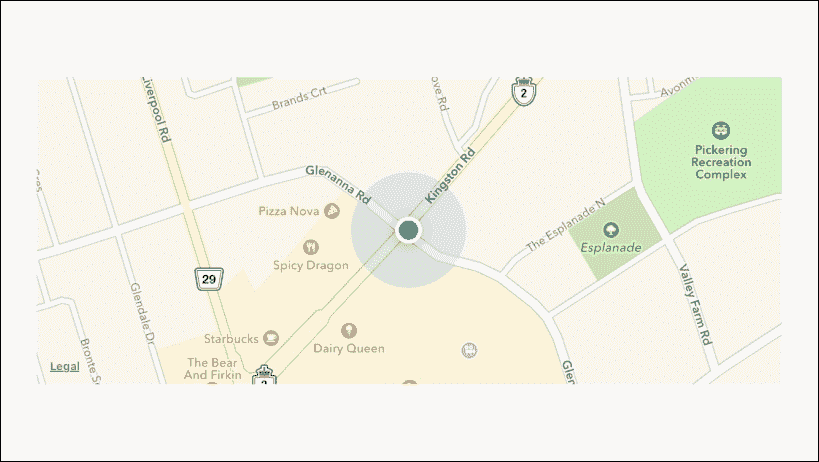 Liverpool Rd
Brands Crt
ove Rd
2
Avonm
Pickering
Recreation
Complex
Glenanna Rd
Kingston Rd
Pizza Nova
Spicy Dragon
The Esplanade N
Esplanade
29
Valley Farm Rd
Glendale Dr
Starbucks
Dairy Queen
The Bear
And Firkin
Legal
Bronte S
2
Glen